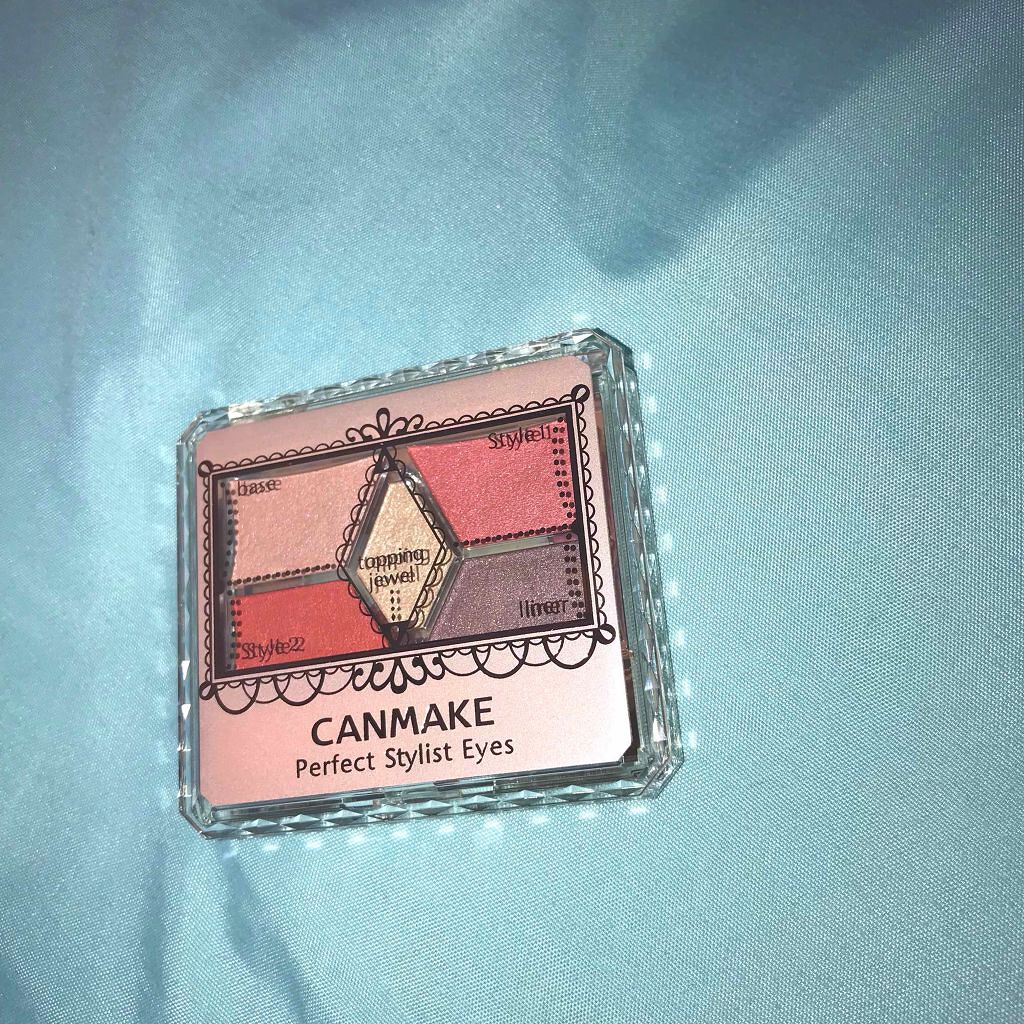 base
Style1
topping
jewel
Style2
liner
CANMAKE
Perfect Stylist Eyes